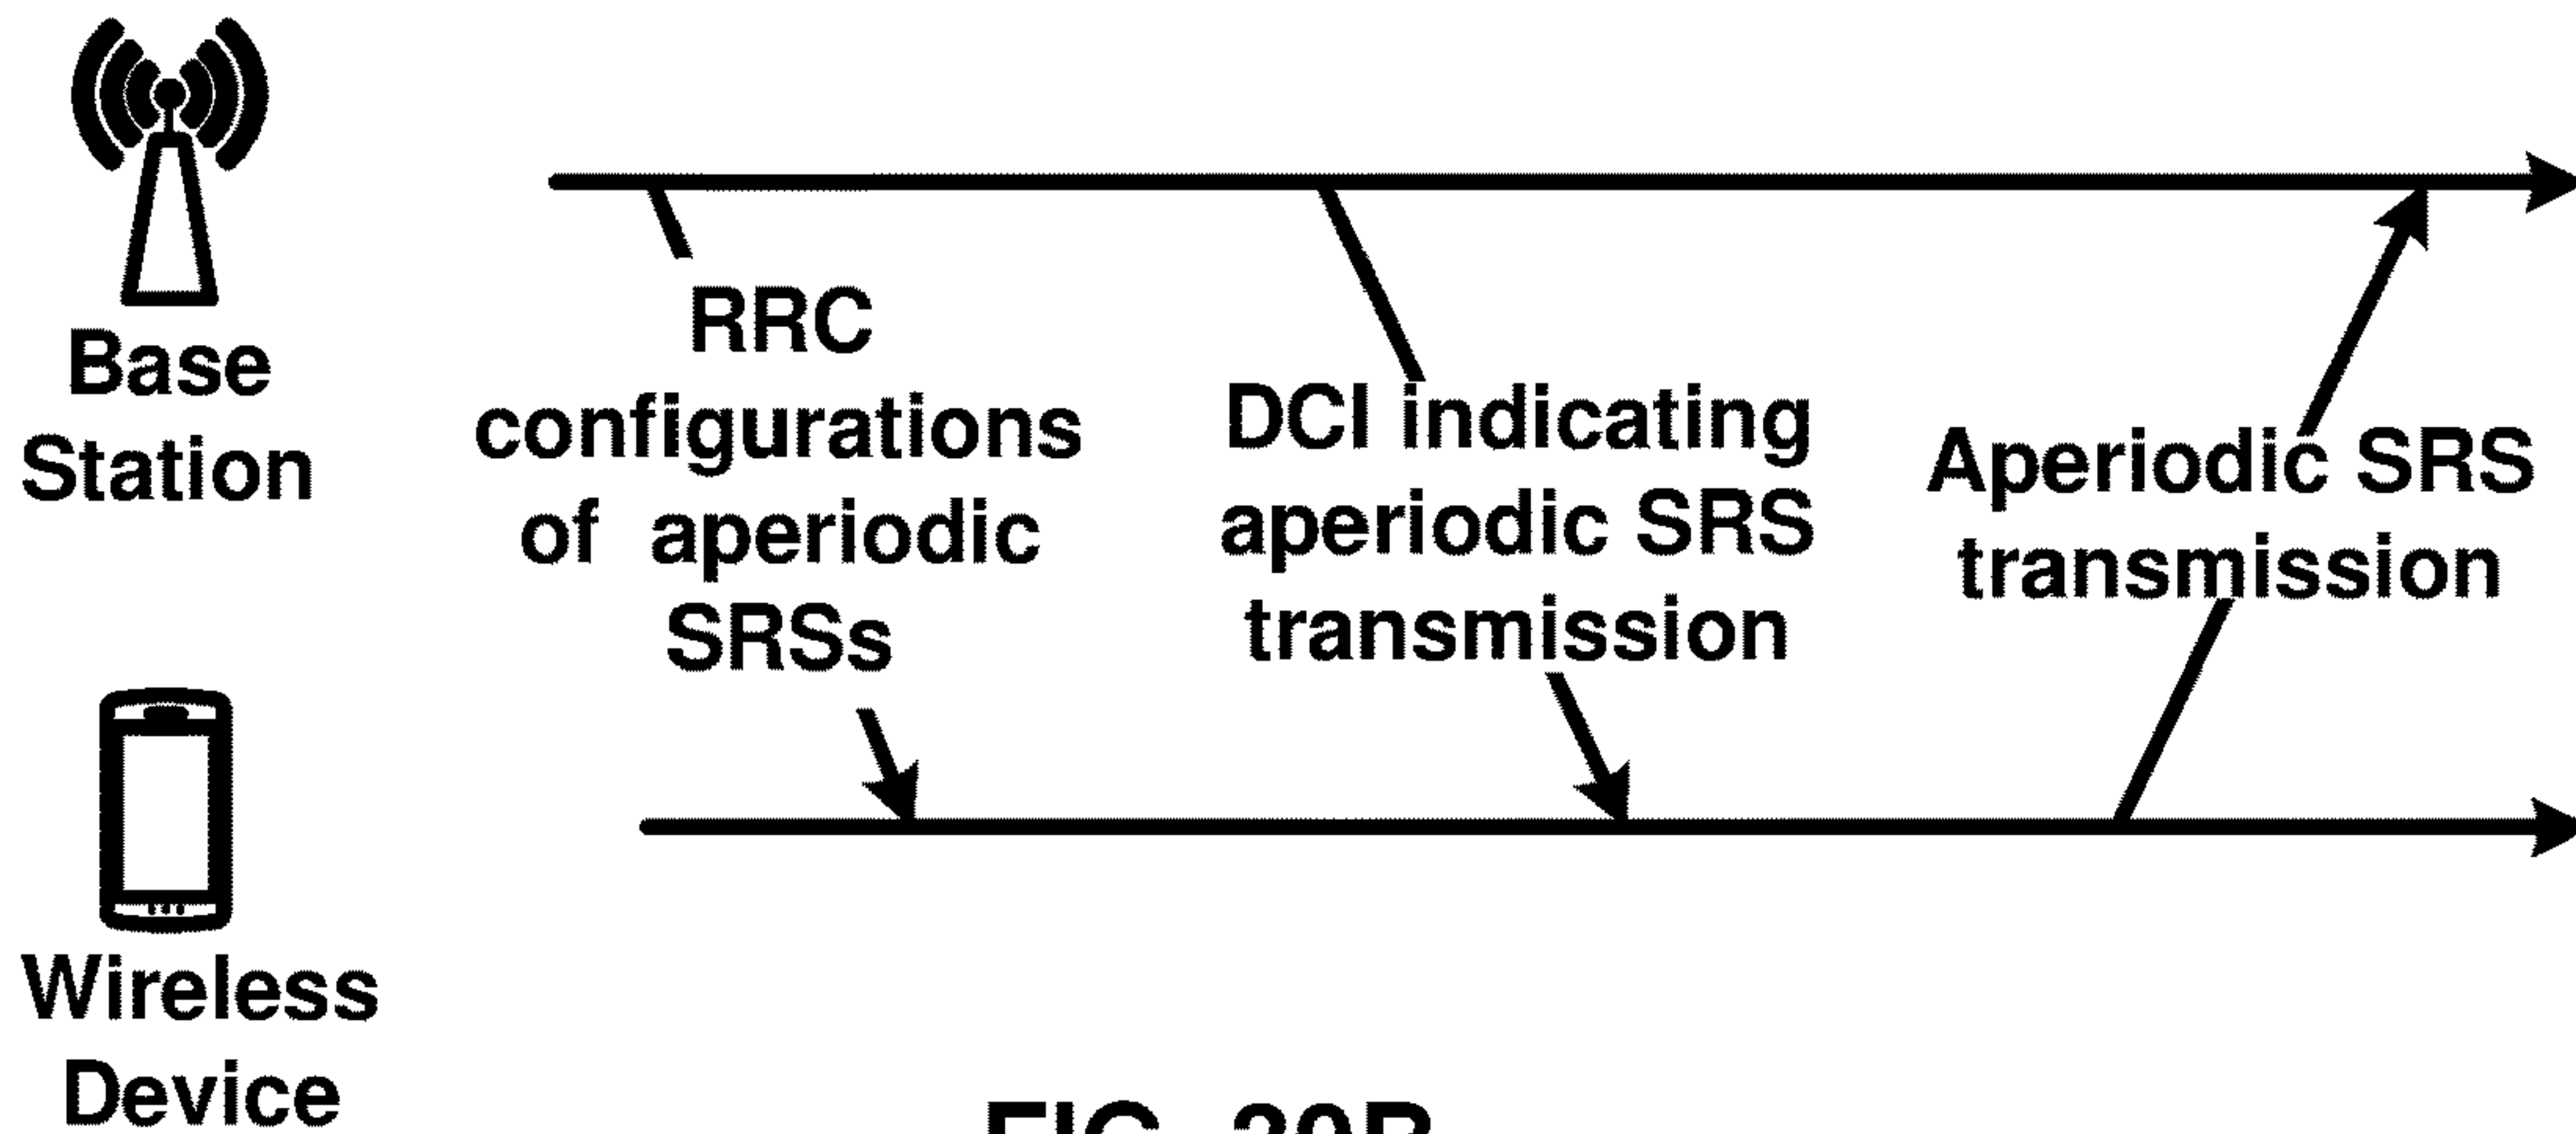 Base
Station
RRC
configurations
of aperiodic
SRSs
DCI indicating
aperiodic SRS
transmission
Aperiodic SRS
transmission
Wireless
Device